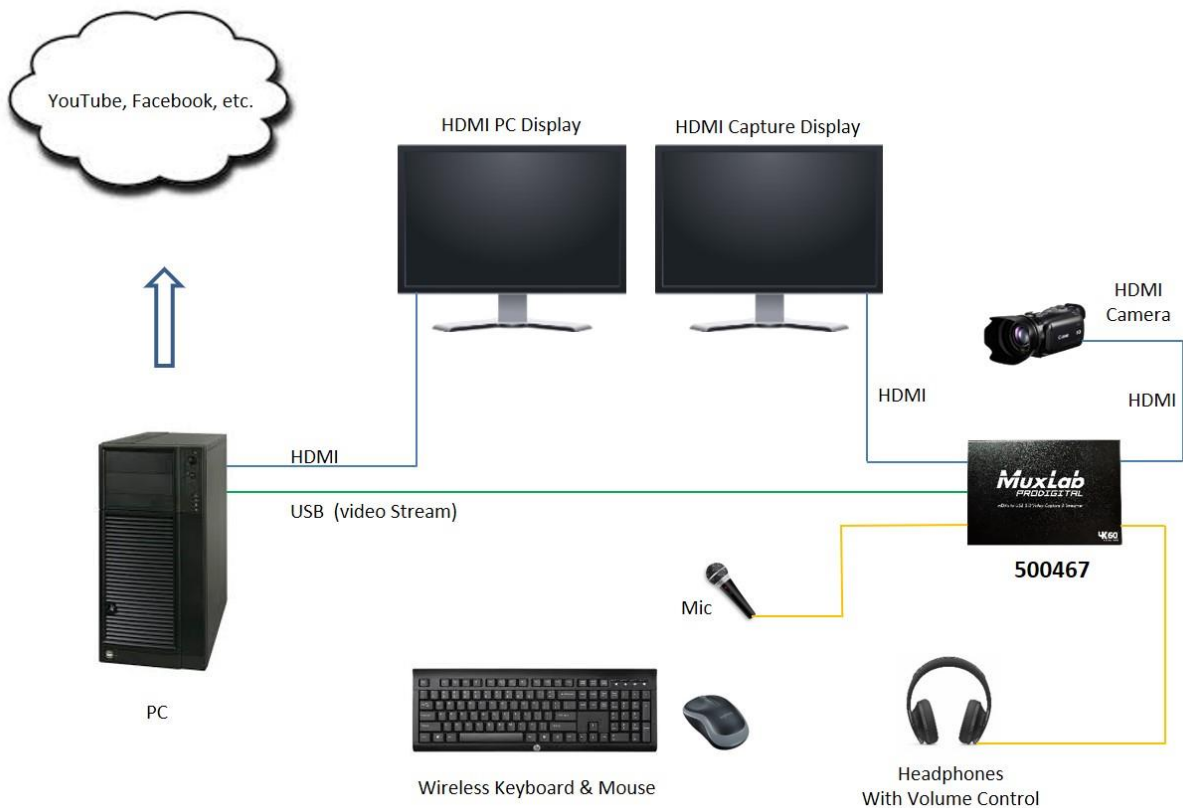 YouTube, Facebook, etc.
HDMI PC Display
HDMI Capture Display
HDMI
Camera
HDMI
HDMI
HDMI
USB (video Stream)
MuxLab
PRODIGITAL
4K60
500467
Mic
PC
Wireless Keyboard & Mouse
Headphones
With Volume Control